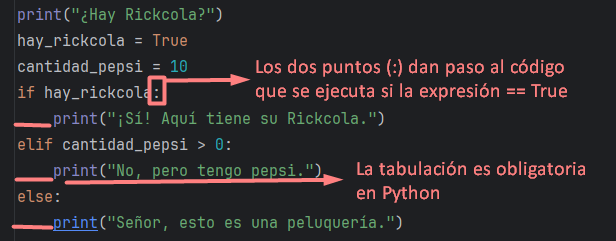 print("¿Hay Rickcola?")
hay_rickcola = True
cantidad_pepsi = 10
if hay_rickcola:
print("¡Sí! Aquí tiene su Rickcola.")
elif cantidad_pepsi > 0:
print("No, pero tengo pepsi.")
else:
print("Señor, esto es una peluquería.")
Los dos puntos (:) dan paso al código
que se ejecuta si la expresión == True
La tabulación es obligatoria
en Python